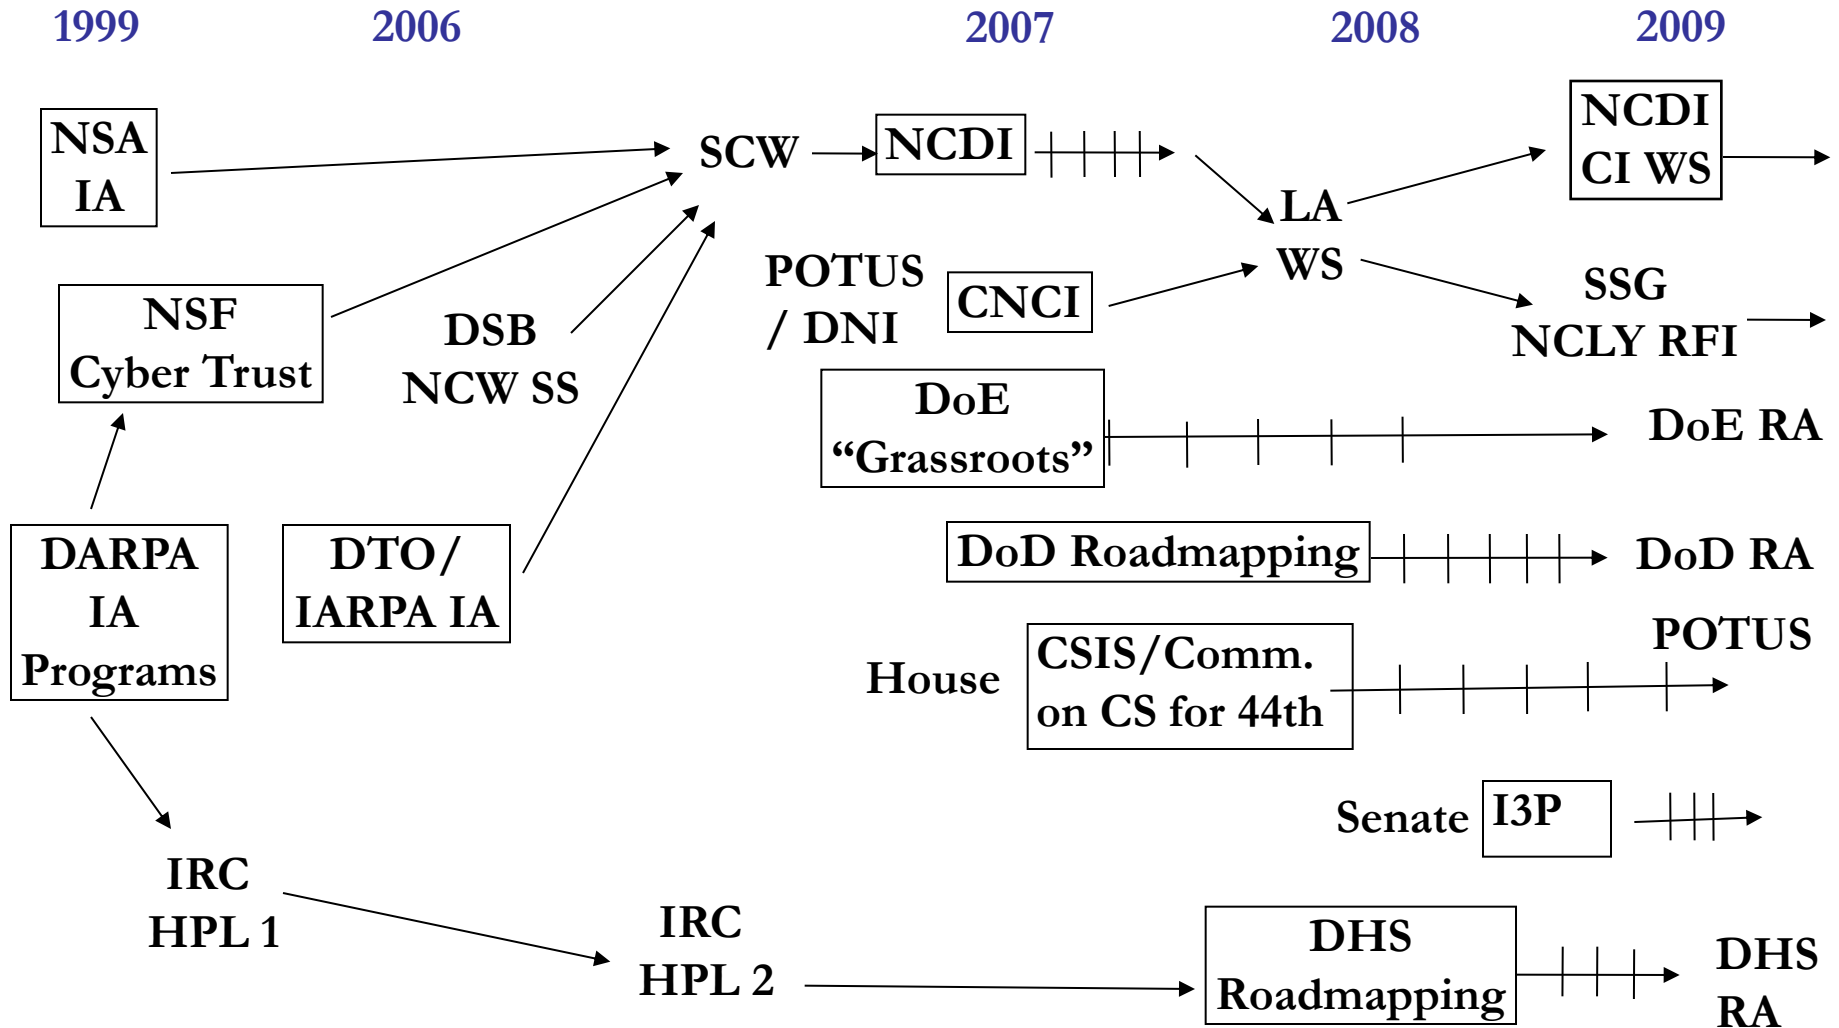 1999
2006
2007
2008
2009
NSA
IA
SCW
NCDI
NCDI
CI WS
LA
WS
POTUS
/ DNI
CNCI
SSG
NCLY RFI
NSF
Cyber Trust
DSB
NCW SS
DoE
“Grassroots”
DoE RA
DARPA
IA
Programs
DTO/
IARPA IA
DoD Roadmapping
DoD RA
House
CSIS/Comm.
on CS for 44th
POTUS
Senate
I3P
IRC
HPL 1
IRC
HPL 2
DHS
Roadmapping
DHS
RA